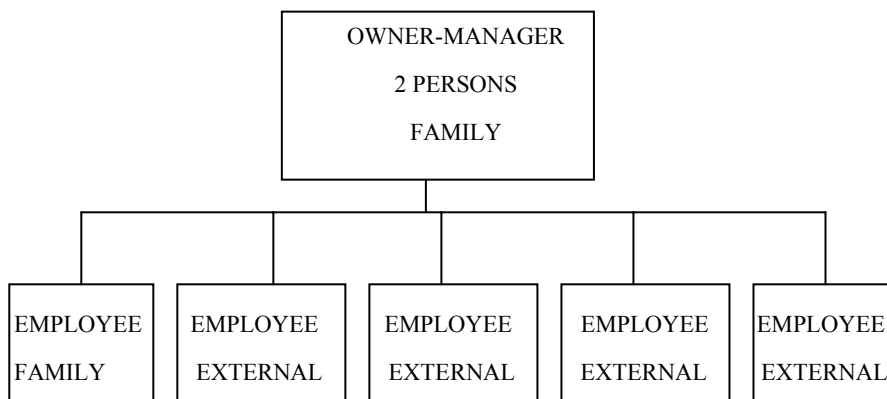 OWNER-MANAGER
2 PERSONS
FAMILY
EMPLOYEE
FAMILY
EMPLOYEE
EXTERNAL
EMPLOYEE
EXTERNAL
EMPLOYEE
EXTERNAL
EMPLOYEE
EXTERNAL